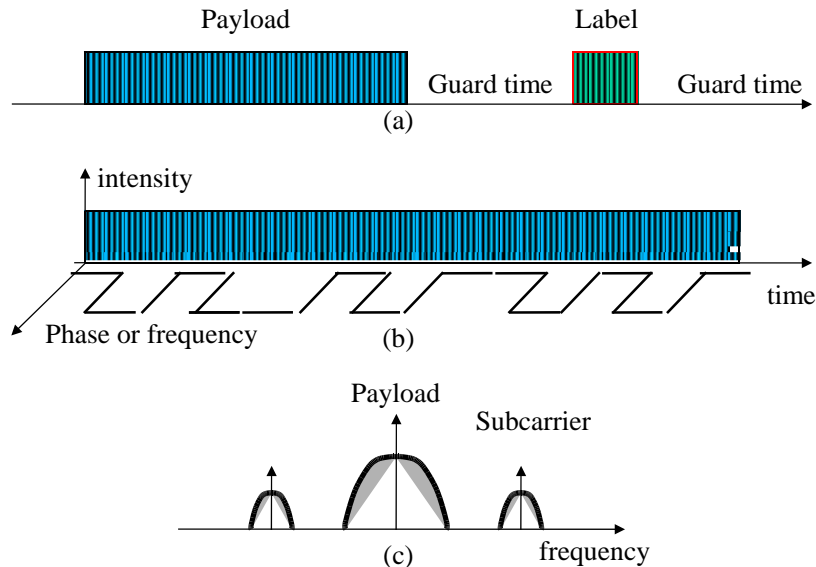 Payload
Label
Guard time
Guard time
(a)
intensity
time
Phase or frequency
(b)
Payload
Subcarrier
(c)
frequency